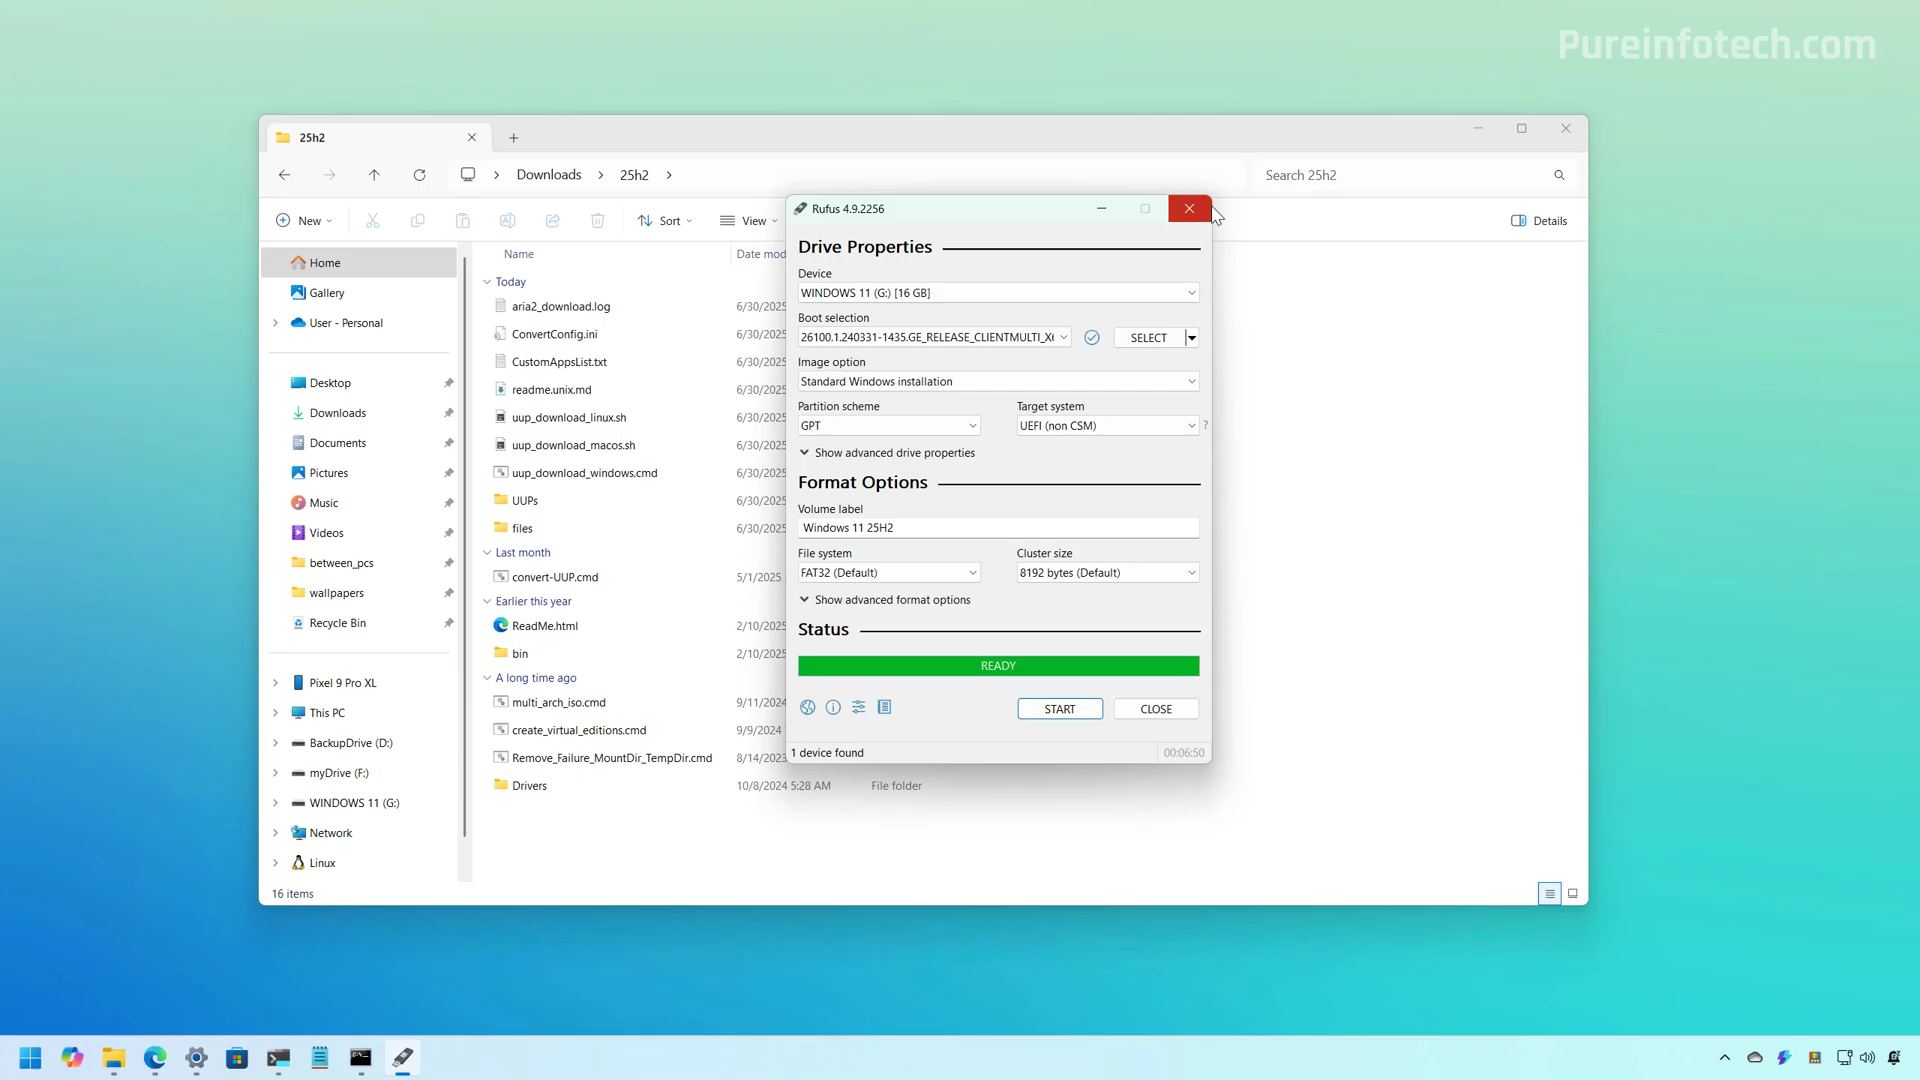 Pureinfotech.com
25h2
Downloads
25h2
Search 25h2
New
Sort
View
Details
Home
Gallery
User - Personal
Desktop
Downloads
Documents
Pictures
Music
Videos
between_pcs
wallpapers
Recycle Bin
Pixel 9 Pro XL
This PC
BackupDrive (D:)
myDrive (F:)
WINDOWS 11 (G:)
Network
Linux
16 items
Name
Date mod
Today
aria2_download.log 6/30/2025
ConvertConfig.ini 6/30/2025
CustomAppsList.txt 6/30/2025
readme.unix.md 6/30/2025
uup_download_linux.sh 6/30/2025
uup_download_macos.sh 6/30/2025
uup_download_windows.cmd 6/30/2025
UUPs 6/30/2025
files 6/30/2025
Last month
convert-UUP.cmd 5/1/2025
Earlier this year
ReadMe.html 2/10/2025
bin 2/10/2025
A long time ago
multi_arch_iso.cmd 9/11/2024
create_virtual_editions.cmd 9/9/2024
Remove_Failure_MountDir_TempDir.cmd 8/14/2023
Drivers 10/8/2024 5:28 AM File folder
Rufus 4.9.2256
Drive Properties
Device
WINDOWS 11 (G:) [16 GB]
Boot selection
26100.1.240331-1435.GE_RELEASE_CLIENTMULTI_X6
SELECT
Image option
Standard Windows installation
Partition scheme
Target system
GPT
UEFI (non CSM)
?
Show advanced drive properties
Format Options
Volume label
Windows 11 25H2
File system
Cluster size
FAT32 (Default)
8192 bytes (Default)
Show advanced format options
Status
READY
START
CLOSE
1 device found
00:06:50